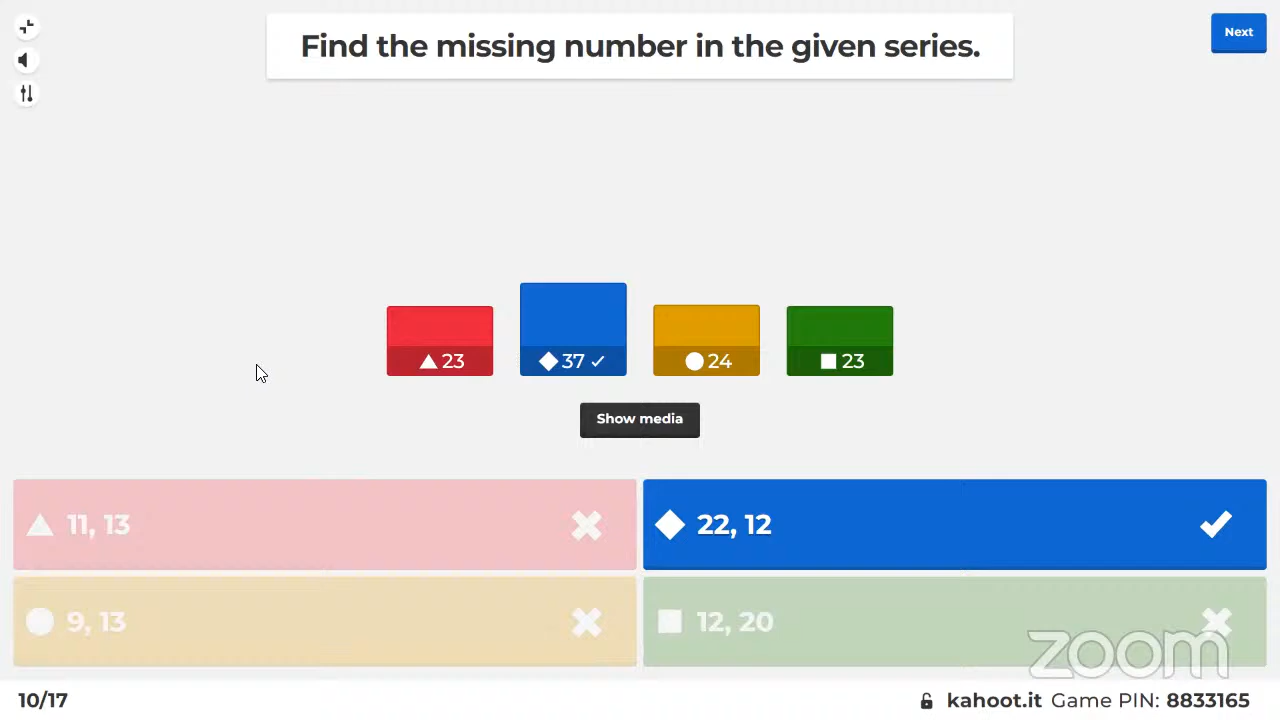 Find the missing number in the given series.
Next
23
37
24
23
Show media
11, 13
22, 12
9, 13
12, 20
zoom
10/17
kahoot.it Game PIN: 8833165